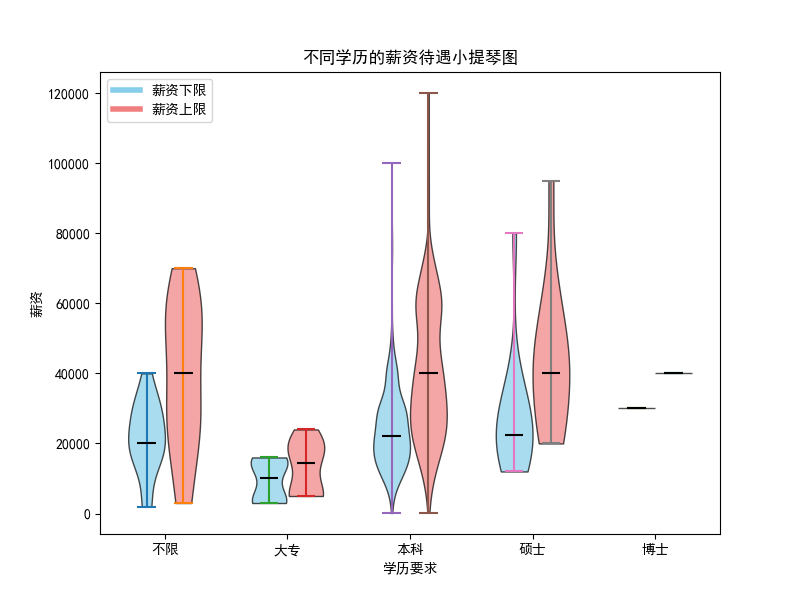 不同学历的薪资待遇小提琴图
薪资下限
薪资上限
120000
100000
80000
60000
40000
20000
0
薪资
不限
大专
本科
硕士
博士
学历要求